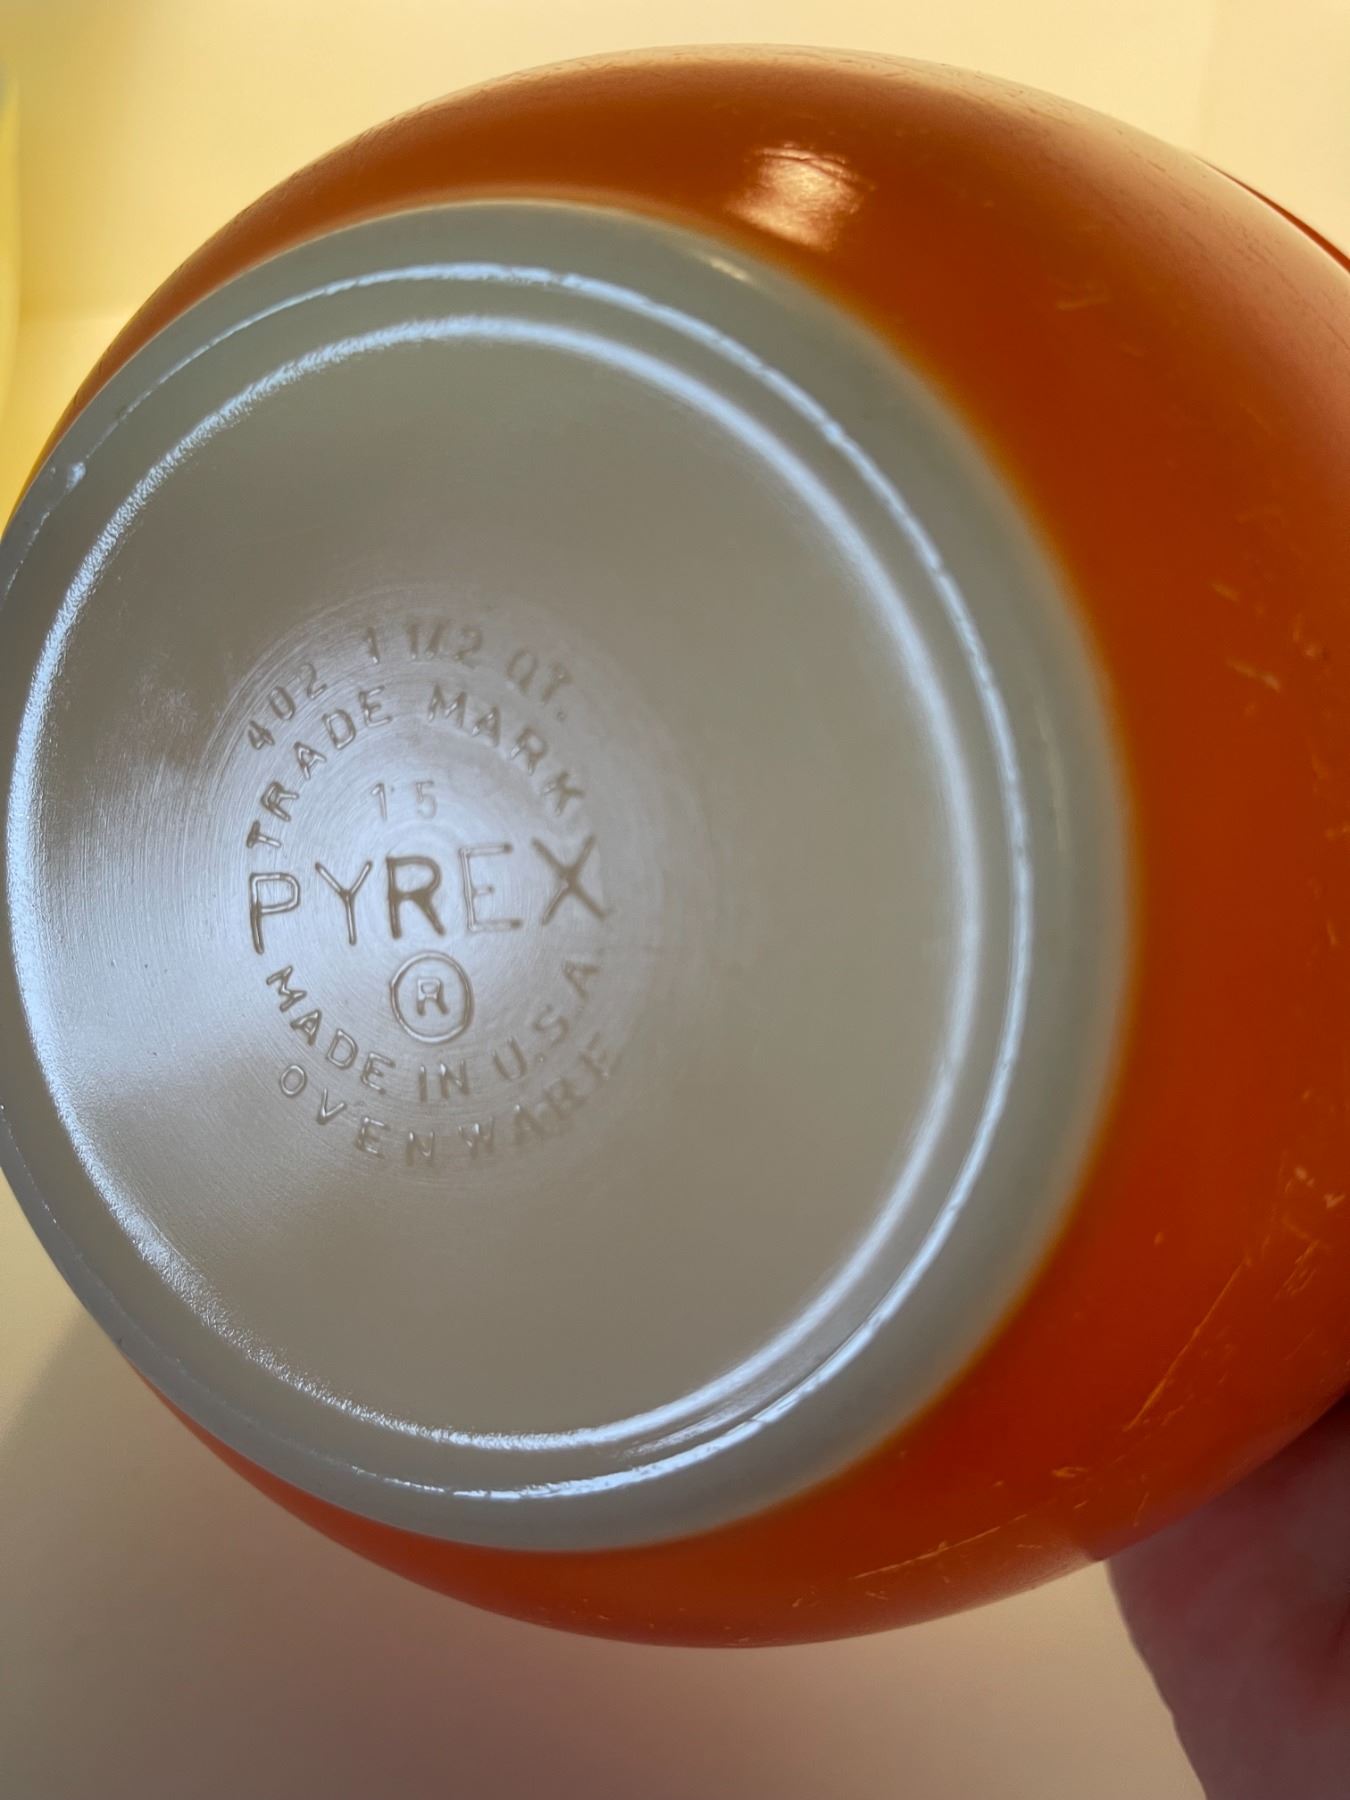 402 1 1/2 QT.
TRADE MARK
15
PYREX
®
MADE IN U.S.A.
OVENWARE